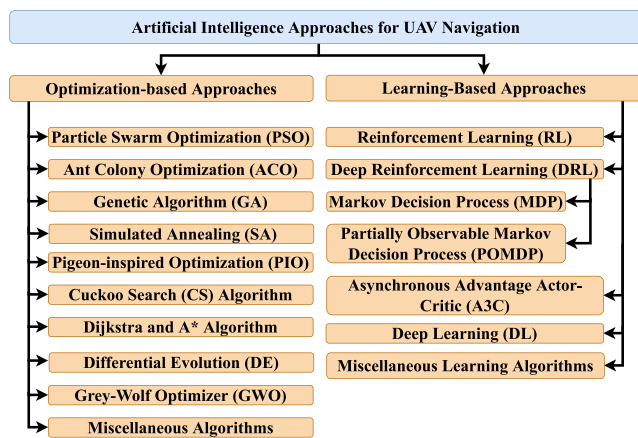 Artificial Intelligence Approaches for UAV Navigation
Optimization-based Approaches
Particle Swarm Optimization (PSO)
Ant Colony Optimization (ACO)
Genetic Algorithm (GA)
Simulated Annealing (SA)
Pigeon-inspired Optimization (PIO)
Cuckoo Search (CS) Algorithm
Dijkstra and A* Algorithm
Differential Evolution (DE)
Grey-Wolf Optimizer (GWO)
Miscellaneous Algorithms
Learning-Based Approaches
Reinforcement Learning (RL)
Deep Reinforcement Learning (DRL)
Markov Decision Process (MDP)
Partially Observable Markov
Decision Process (POMDP)
Asynchronous Advantage Actor-
Critic (A3C)
Deep Learning (DL)
Miscellaneous Learning Algorithms